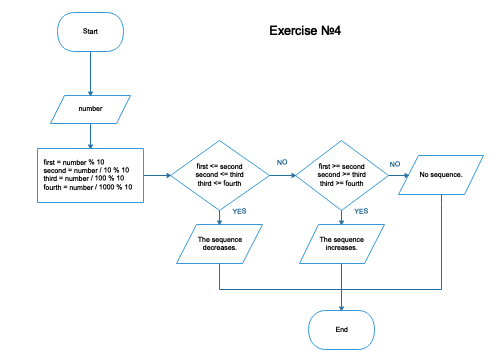 Exercise №4
Start
number
first = number % 10
second = number / 10 % 10
third = number / 100 % 10
fourth = number / 1000 % 10
first <= second
second <= third
third <= fourth
NO
first >= second
second >= third
third >= fourth
NO
No sequence.
YES
YES
The sequence
decreases.
The sequence
increases.
End